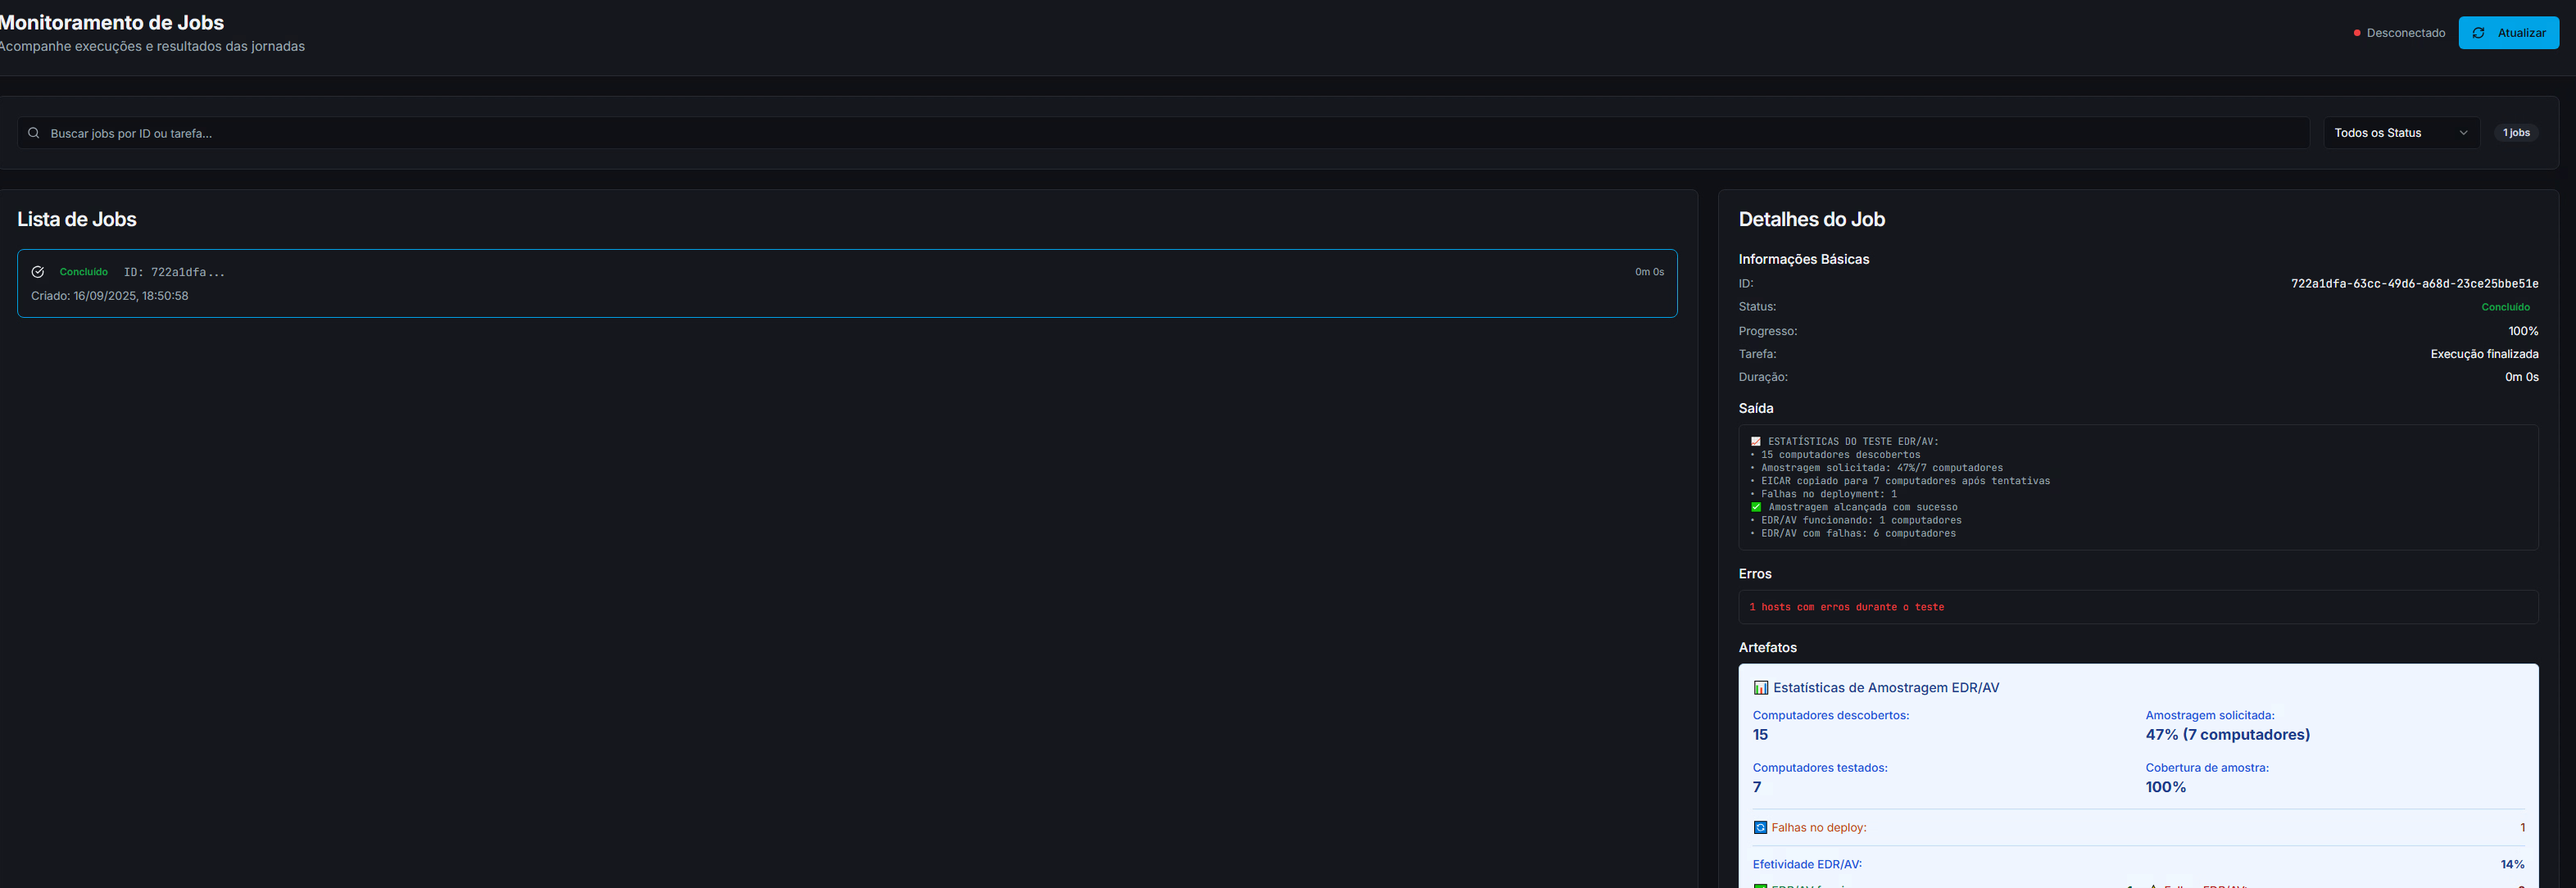 Monitoramento de Jobs
Acompanhe execuções e resultados das jornadas
Desconectado
Atualizar
Buscar jobs por ID ou tarefa...
Todos os Status
1 jobs
Lista de Jobs
Concluído ID: 722a1dfa... 0m 0s
Criado: 16/09/2025, 18:50:58
Detalhes do Job
Informações Básicas
ID: 722a1dfa-63cc-49d6-a68d-23ce25bbe51e
Status: Concluído
Progresso: 100%
Tarefa: Execução finalizada
Duração: 0m 0s
Saída
📈 ESTATÍSTICAS DO TESTE EDR/AV:
• 15 computadores descobertos
• Amostragem solicitada: 47%/7 computadores
• EICAR copiado para 7 computadores após tentativas
• Falhas no deployment: 1
✅ Amostragem alcançada com sucesso
• EDR/AV funcionando: 1 computadores
• EDR/AV com falhas: 6 computadores
Erros
1 hosts com erros durante o teste
Artefatos
📊 Estatísticas de Amostragem EDR/AV
Computadores descobertos: Amostragem solicitada:
15 47% (7 computadores)
Computadores testados: Cobertura de amostra:
7 100%
🔄 Falhas no deploy: 1
Efetividade EDR/AV: 14%